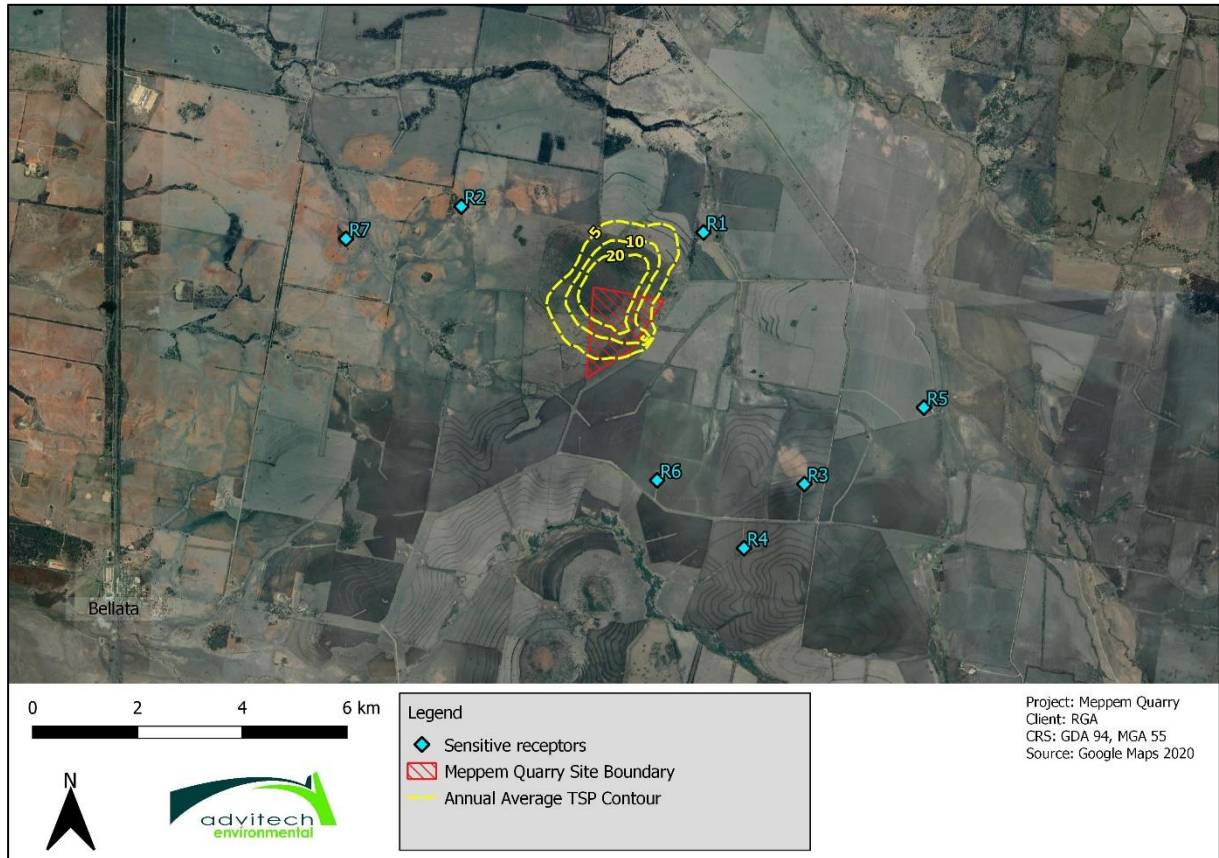 R2
R7
R1
5
10
20
5
R5
R6
R3
R4
Bellata
0 2 4 6 km
N
advitech
environmental
Legend
Sensitive receptors
Meppem Quarry Site Boundary
Annual Average TSP Contour
Project: Meppem Quarry
Client: RGA
CRS: GDA 94, MGA 55
Source: Google Maps 2020